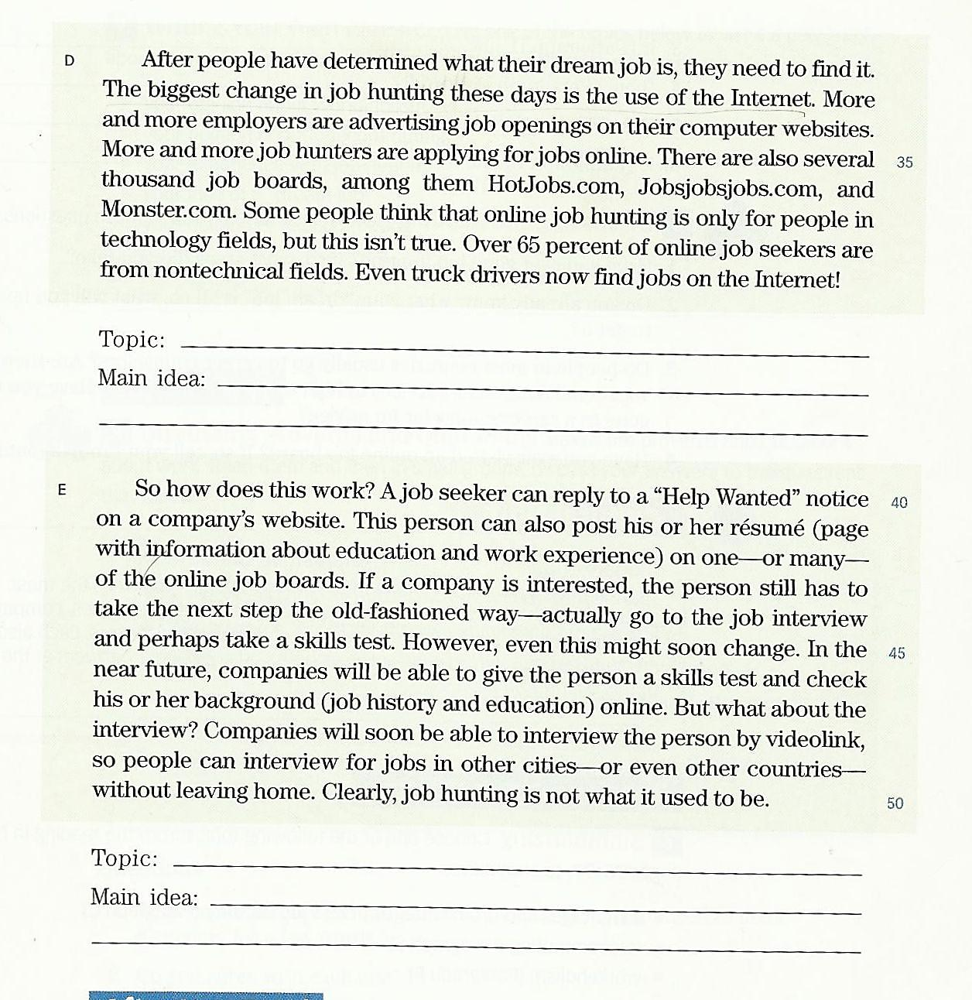 D After people have determined what their dream job is, they need to find it.
The biggest change in job hunting these days is the use of the Internet. More
and more employers are advertising job openings on their computer websites.
More and more job hunters are applying for jobs online. There are also several 35
thousand job boards, among them HotJobs.com, Jobsjobsjobs.com, and
Monster.com. Some people think that online job hunting is only for people in
technology fields, but this isn't true. Over 65 percent of online job seekers are
from nontechnical fields. Even truck drivers now find jobs on the Internet!
Topic:
Main idea:
E So how does this work? A job seeker can reply to a “Help Wanted” notice 40
on a company's website. This person can also post his or her résumé (page
with information about education and work experience) on one—or many—
of the online job boards. If a company is interested, the person still has to
take the next step the old-fashioned way—actually go to the job interview
and perhaps take a skills test. However, even this might soon change. In the 45
near future, companies will be able to give the person a skills test and check
his or her background (job history and education) online. But what about the
interview? Companies will soon be able to interview the person by videolink,
so people can interview for jobs in other cities—or even other countries—
without leaving home. Clearly, job hunting is not what it used to be. 50
Topic:
Main idea: